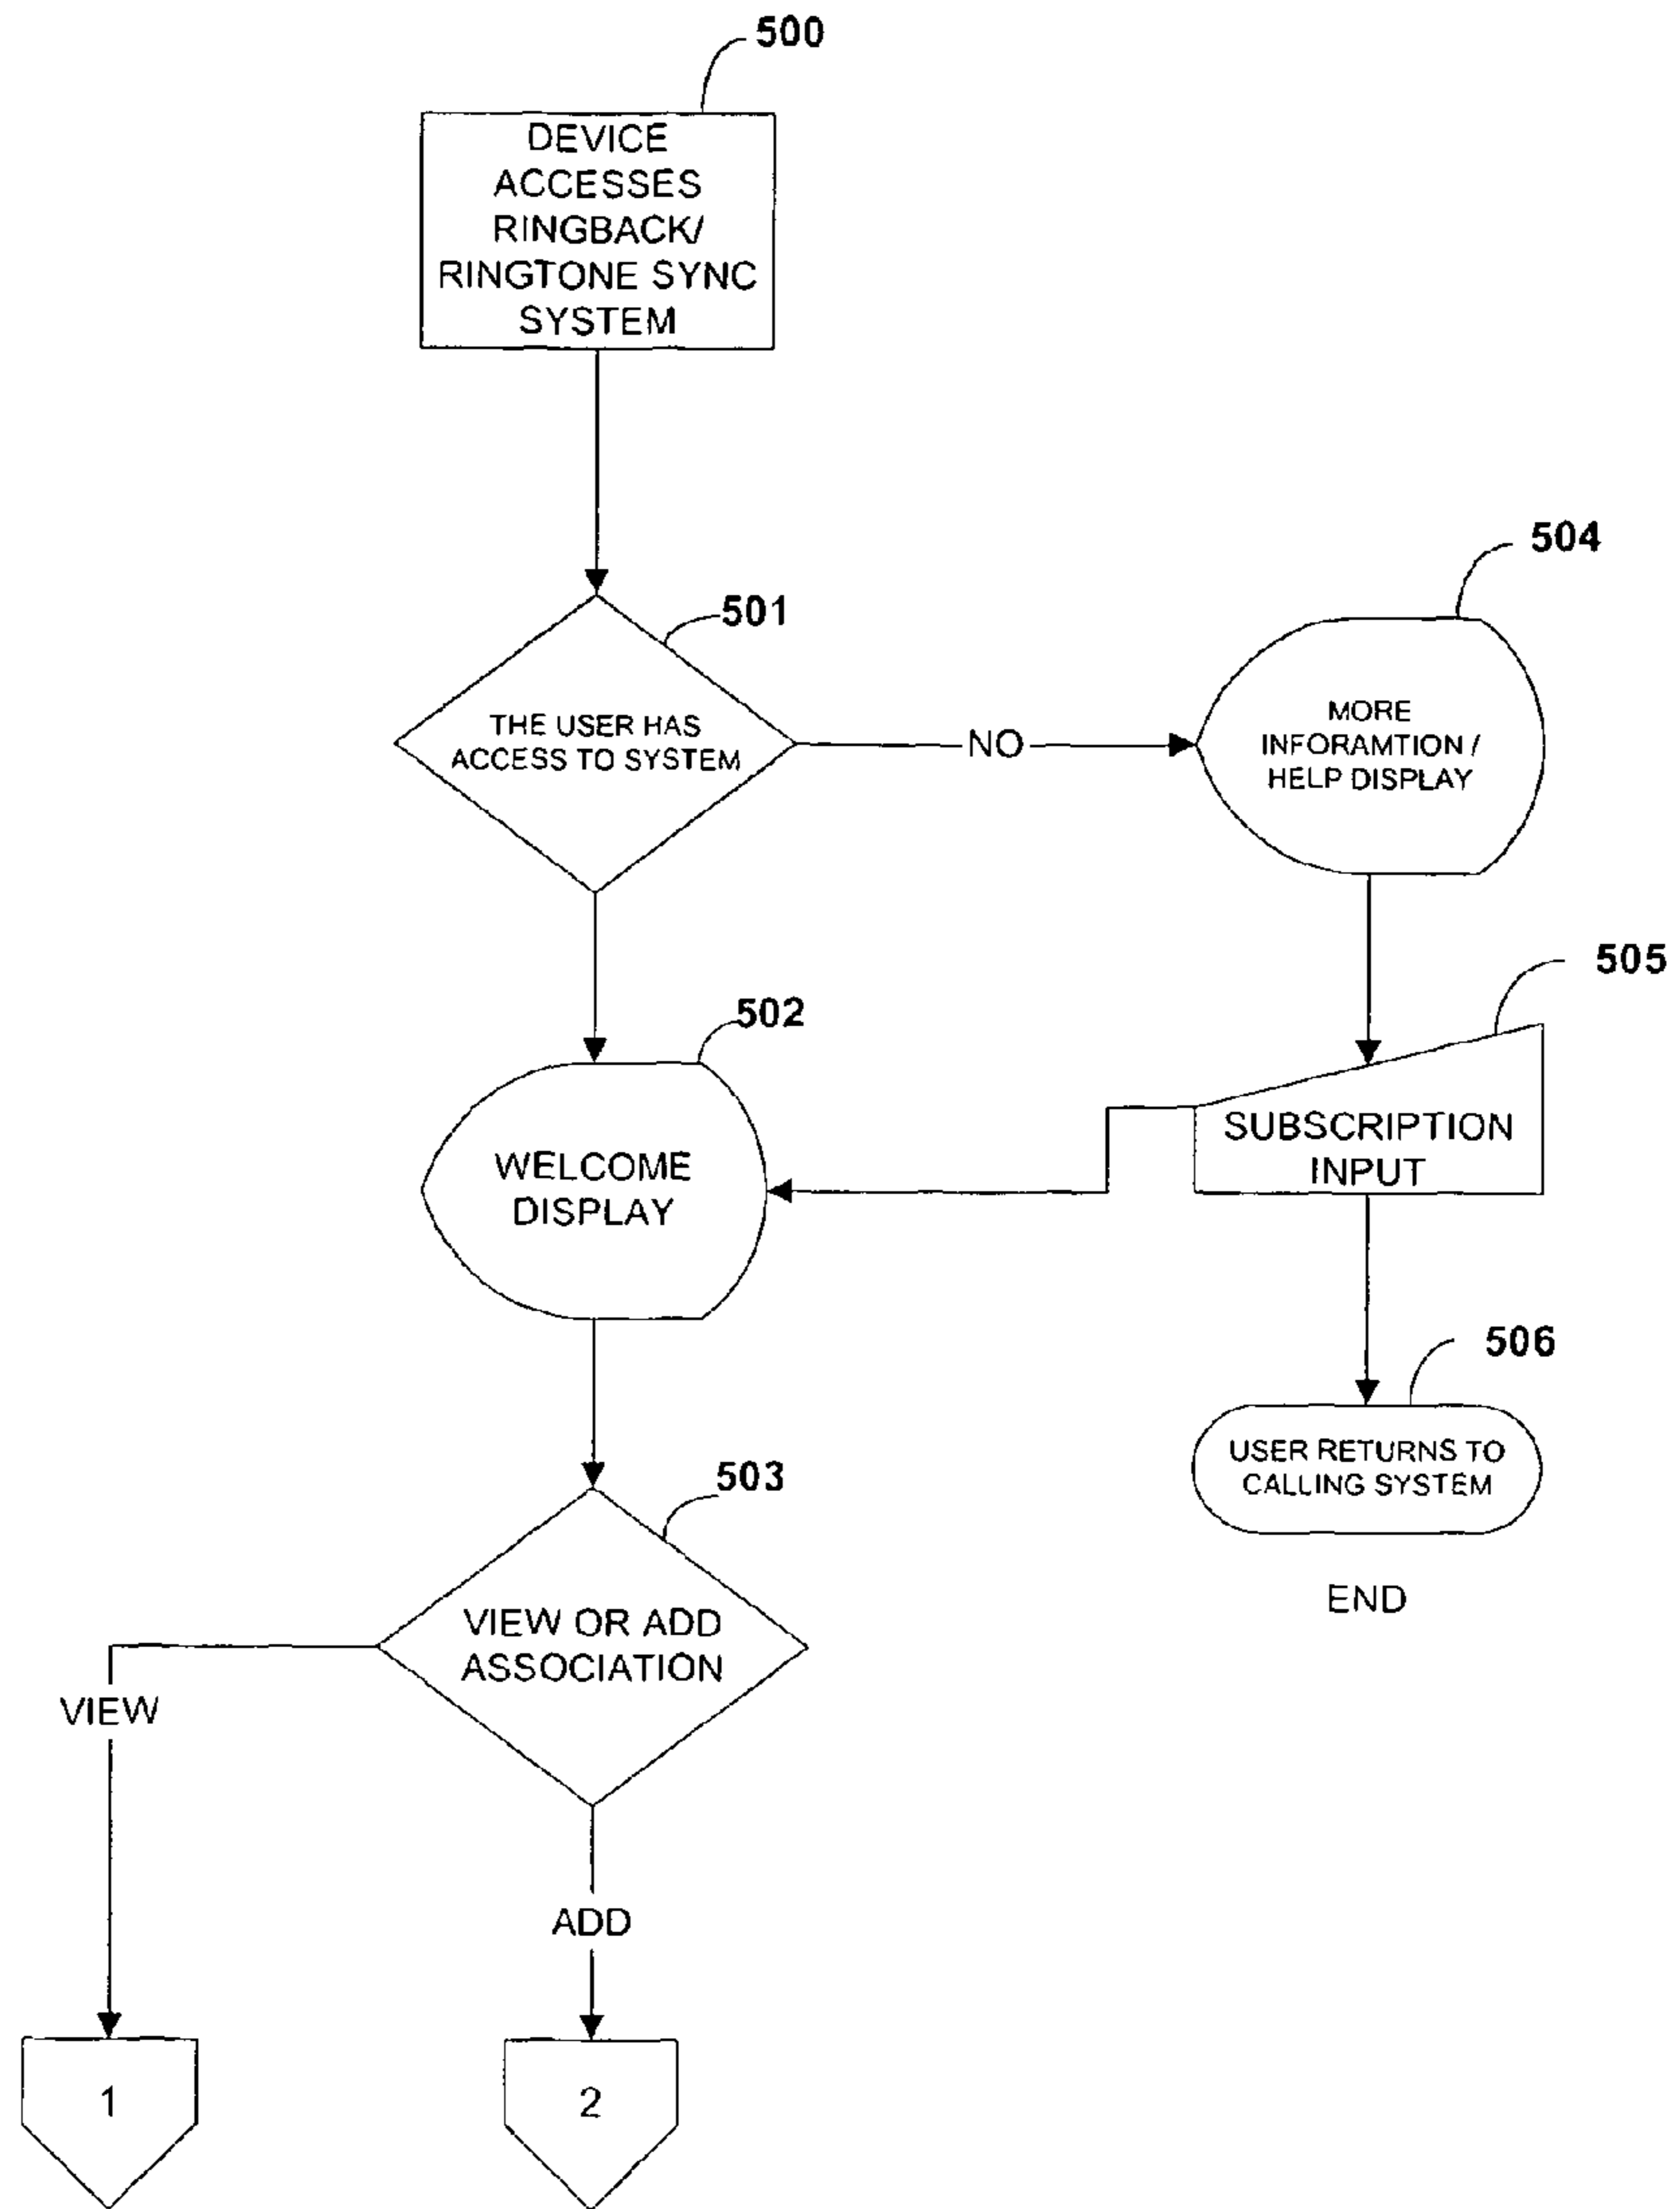 500
DEVICE
ACCESSES
RINGBACK/
RINGTONE SYNC
SYSTEM
501
THE USER HAS
ACCESS TO SYSTEM
NO
504
MORE
INFORAMTION /
HELP DISPLAY
502
WELCOME
DISPLAY
505
SUBSCRIPTION
INPUT
506
USER RETURNS TO
CALLING SYSTEM
END
503
VIEW OR ADD
ASSOCIATION
VIEW
ADD
1
2